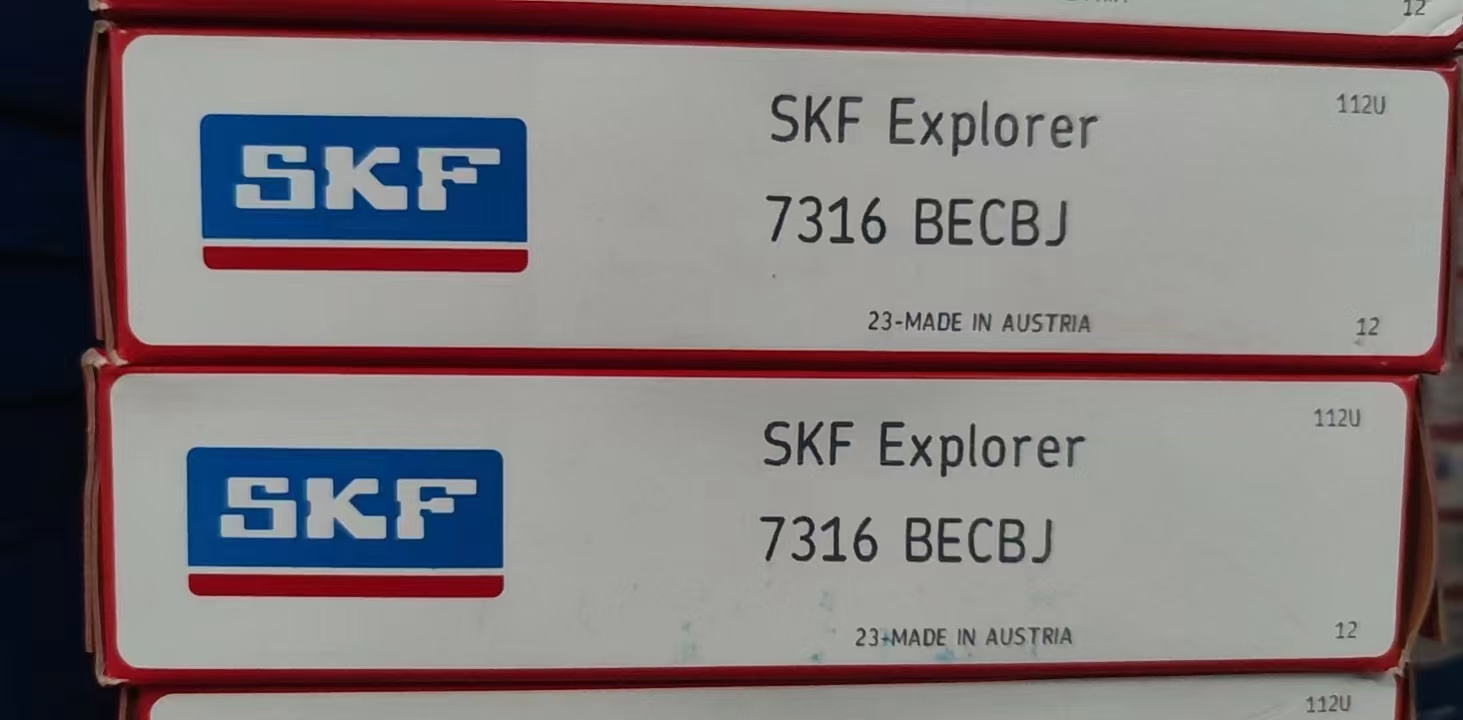 12
SKF
SKF Explorer
112U
7316 BECBJ
23-MADE IN AUSTRIA
12
SKF
SKF Explorer
112U
7316 BECBJ
23-MADE IN AUSTRIA
12
112U